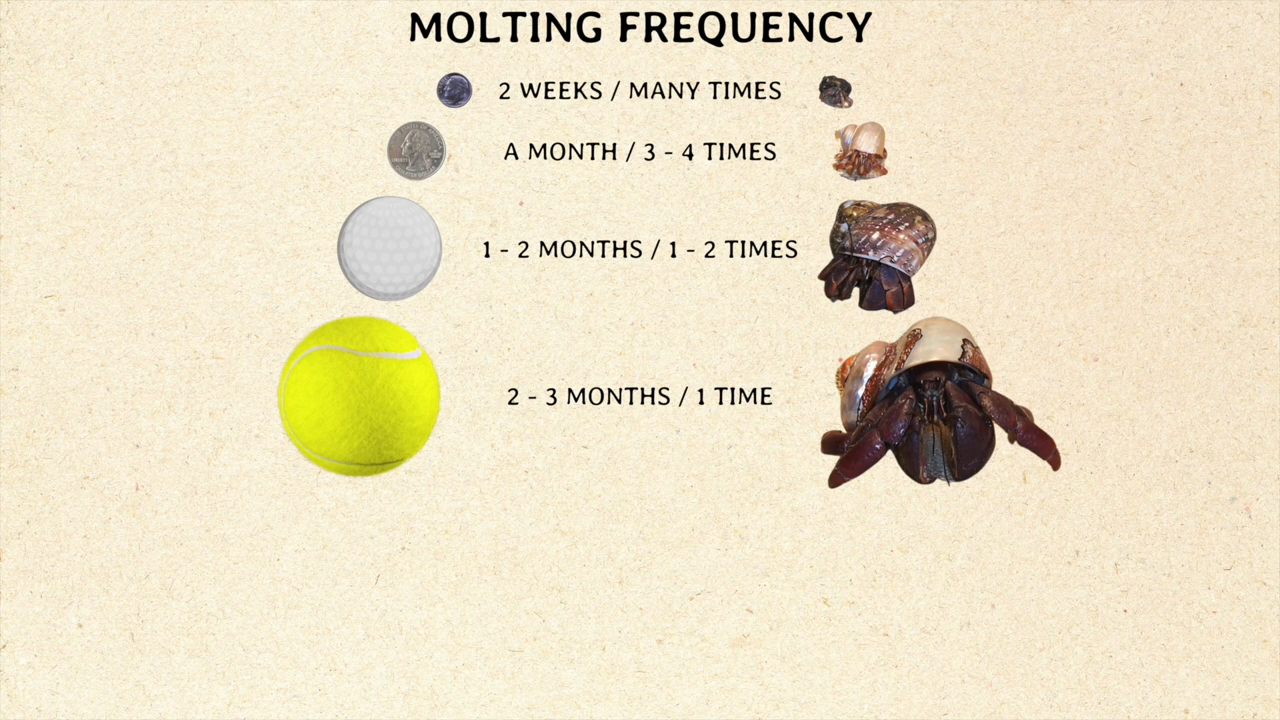 MOLTING FREQUENCY
2 WEEKS / MANY TIMES
A MONTH / 3 - 4 TIMES
1 - 2 MONTHS / 1 - 2 TIMES
2 - 3 MONTHS / 1 TIME